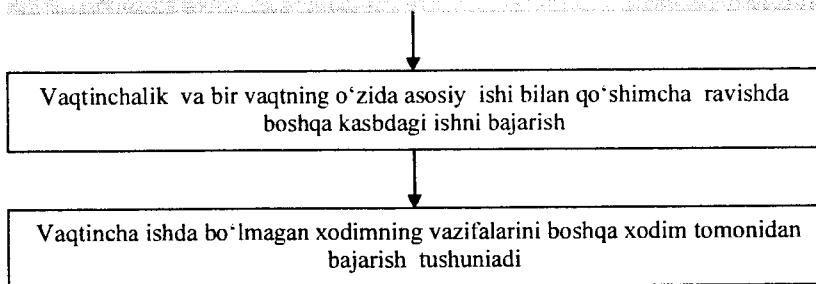 Vaqtinchalik va bir vaqtning o‘zida asosiy ishi bilan qo‘shimcha ravishda
boshqa kasbdagi ishni bajarish
Vaqtincha ishda bo‘lmagan xodimning vazifalarini boshqa xodim tomonidan
bajarish tushuniadi